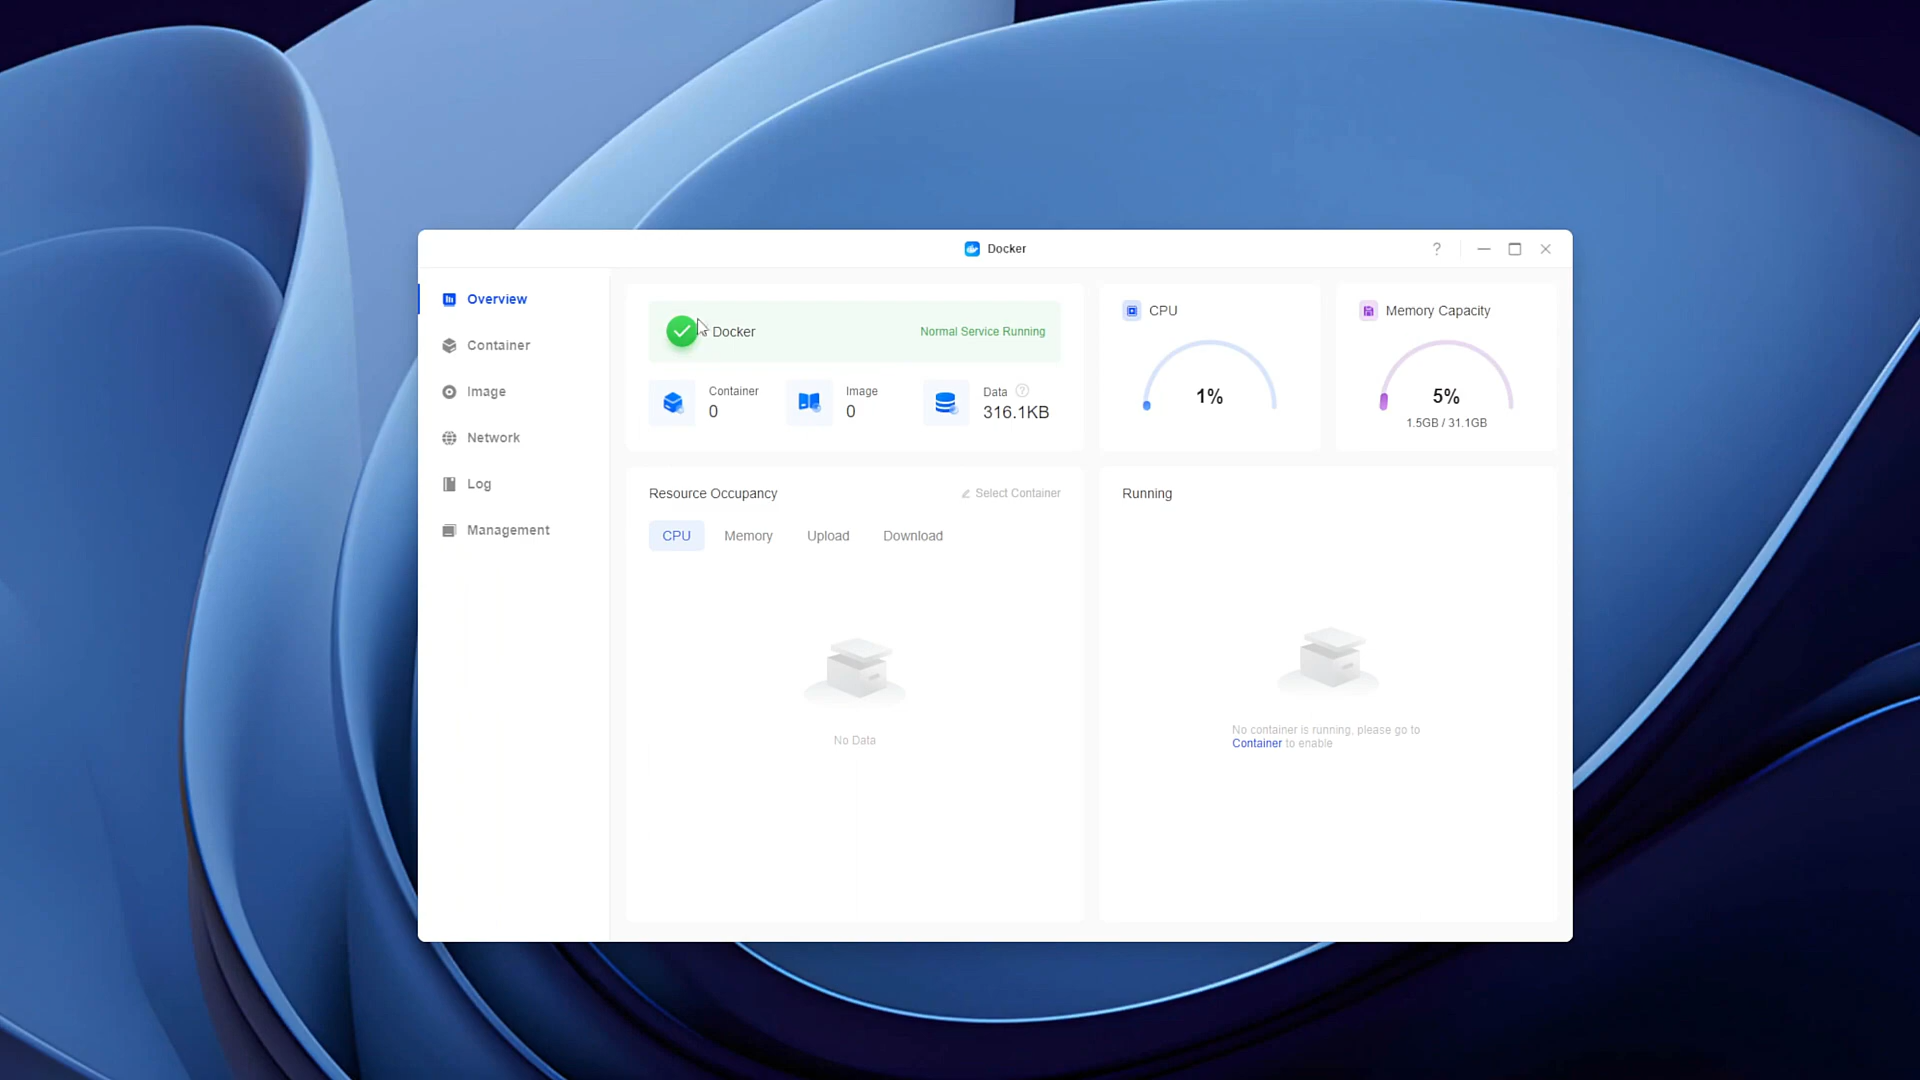 Docker
?
Overview
Container
Image
Network
Log
Management
Docker
Normal Service Running
Container
0
Image
0
Data ?
316.1KB
CPU
1%
Memory Capacity
5%
1.5GB / 31.1GB
Resource Occupancy
Select Container
CPU
Memory
Upload
Download
No Data
Running
No container is running, please go to
Container to enable